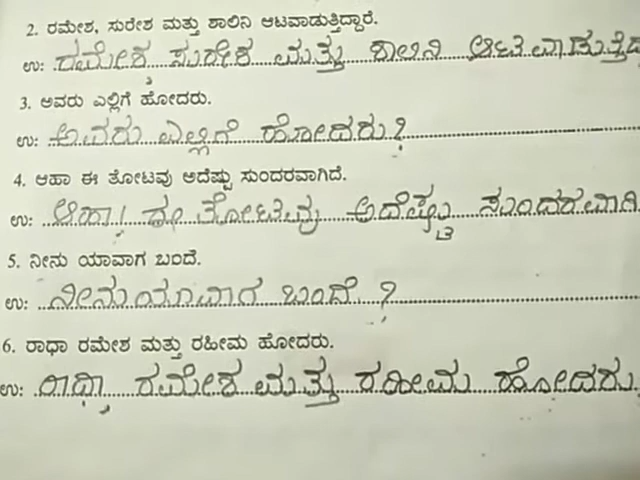 2. ರಮೇಶ, ಸುರೇಶ ಮತ್ತು ಶಾಲಿನಿ ಆಟವಾಡುತ್ತಿದ್ದಾರೆ.
ಉ: ರಮೇಶ, ಸುರೇಶ ಮತ್ತು ಶಾಲಿನಿ
3. ಅವರು ಎಲ್ಲಿಗೆ ಹೋದರು.
ಉ: ಅವರು ಎಲ್ಲಿಗೆ ಹೋದರು?
4. ಆಹಾ ಈ ತೋಟವು ಅದೆಷ್ಟು ಸುಂದರವಾಗಿದೆ.
ಉ: ಆಹಾ! ಈ ತೋಟವು ಅದೆಷ್ಟು
5. ನೀನು ಯಾವಾಗ ಬಂದೆ.
ಉ: ನೀನು ಯಾವಾಗ ಬಂದೆ ?
6. ರಾಧಾ ರಮೇಶ ಮತ್ತು ರಹೀಮ ಹೋದರು.
ಉ: ರಾಧಾ, ರಮೇಶ ಮತ್ತು ರಹೀಮ ಹೋದರು.